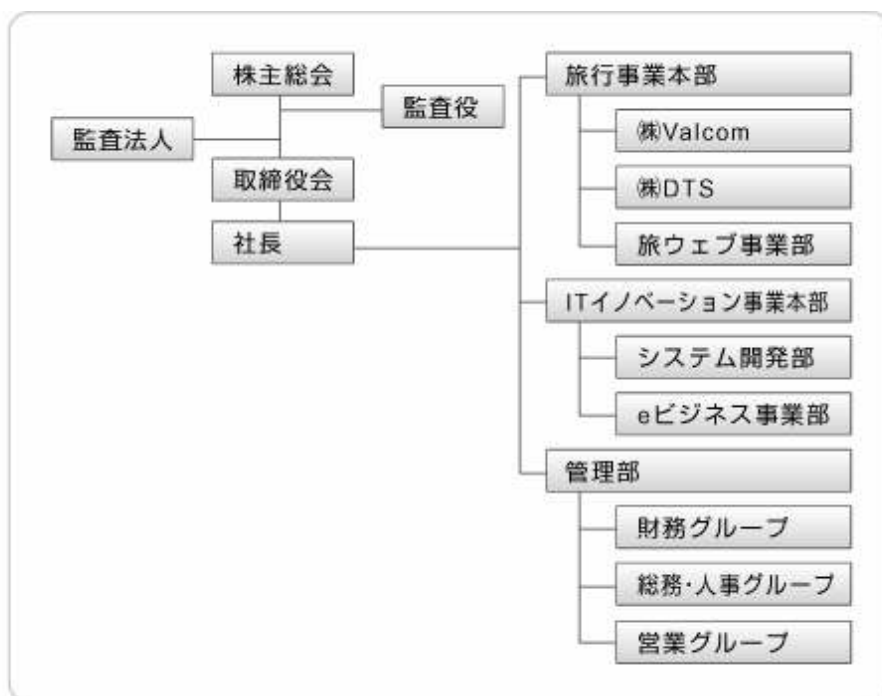 株主総会
監査役
監査法人
取締役会
社長
旅行事業本部
㈱Valcom
㈱DTS
旅ウェブ事業部
ITイノベーション事業本部
システム開発部
eビジネス事業部
管理部
財務グループ
総務・人事グループ
営業グループ